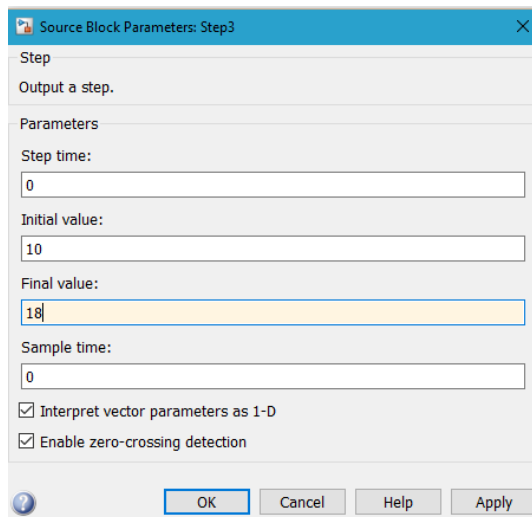 Source Block Parameters: Step3
Step
Output a step.
Parameters
Step time:
0
Initial value:
10
Final value:
18
Sample time:
0
Interpret vector parameters as 1-D
Enable zero-crossing detection
? OK Cancel Help Apply